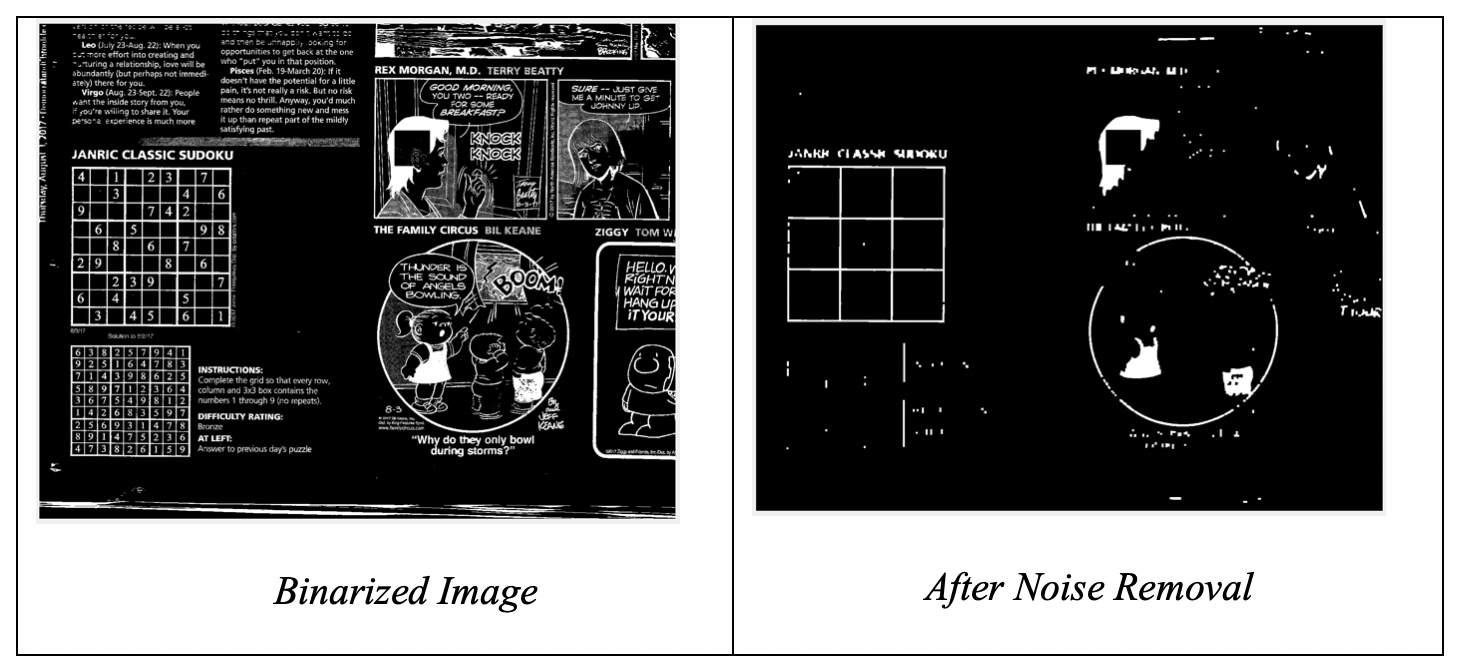 Leo (July 23-Aug. 22): When you
put more effort into creating and
nurturing a relationship, love will be
abundantly (but perhaps not immedi-
ately) there for you.
Virgo (Aug. 23-Sept. 22): People
want the inside story from you,
if you're willing to share it. Your
personal experience is much more
and then be unhappily looking for
opportunities to get back at the one
who "put" you in that position.
Pisces (Feb. 19-March 20): If it
doesn't have the potential for a little
pain, it's not really a risk. But no risk
means no thrill. Anyway, you'd much
rather do something new and mess
it up than repeat part of the mildly
satisfying past.
Thursday, August 3, 2017
JANRIC CLASSIC SUDOKU
4 1 2 3 7
3 4 6
9 7 4 2
6 5 9 8
8 6 7
2 9 8 6
2 3 9 7
6 4 5
3 4 5 6 1
8/3/17
Solution to 8/2/17
6 3 8 2 5 7 9 4 1
9 2 5 1 6 4 7 8 3
7 1 4 3 9 8 6 2 5
5 8 9 7 1 2 3 6 4
3 6 7 5 4 9 8 1 2
1 4 2 6 8 3 5 9 7
2 5 6 9 3 1 4 7 8
8 9 1 4 7 5 2 3 6
4 7 3 8 2 6 1 5 9
INSTRUCTIONS:
Complete the grid so that every row,
column and 3x3 box contains the
numbers 1 through 9 (no repeats).
DIFFICULTY RATING:
Bronze
AT LEFT:
Answer to previous day's puzzle
REX MORGAN, M.D. TERRY BEATTY
GOOD MORNING,
YOU TWO -- READY
FOR SOME
BREAKFAST?
KNOCK
KNOCK
SURE -- JUST GIVE
ME A MINUTE TO GET
JOHNNY UP.
THE FAMILY CIRCUS BIL KEANE
THUNDER IS
THE SOUND
OF ANGELS
BOWLING.
BOOM!
8-3
www.familycircus.com
JEFF
KEANE
"Why do they only bowl
during storms?"
ZIGGY TOM
HELLO,
RIGHT
WAIT FOR
HANG UP
IT YOUR
JANRIC CLASSIC SUDOKU
Binarized Image
After Noise Removal